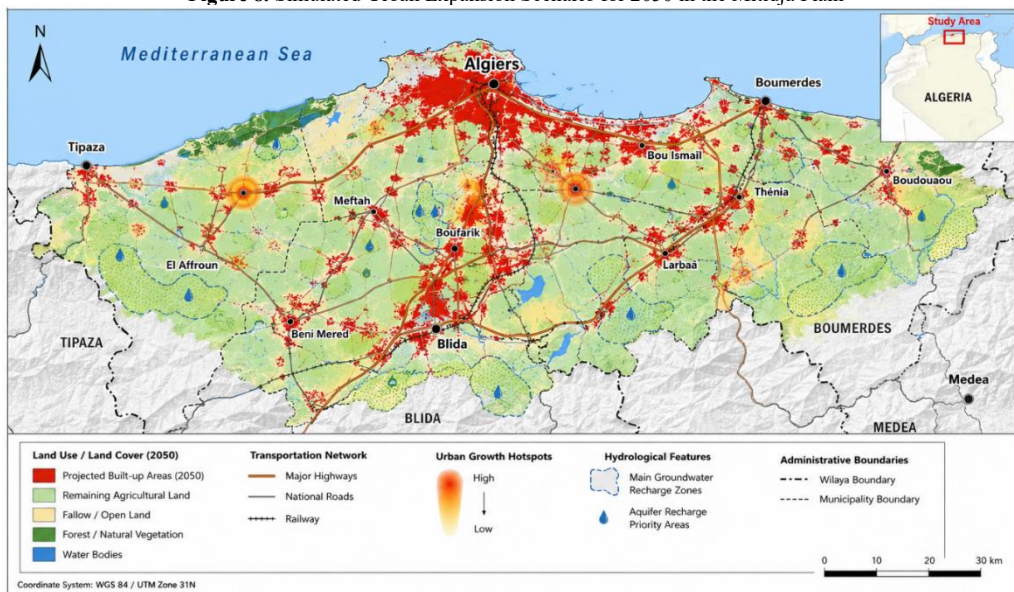 Figure 8. Simulated Urban Expansion Scenario for 2050 in the Mitidja Plain
N
Mediterranean Sea
Study Area
ALGERIA
Algiers
Boumerdes
Tipaza
Bou Ismail
Boudouaou
Meftah
Thénia
Boufarik
El Affroun
Larbaa
Beni Mered
Blida
TIPAZA
BOUMERDES
Medea
BLIDA
MEDEA
Land Use / Land Cover (2050)
Projected Built-up Areas (2050)
Remaining Agricultural Land
Fallow / Open Land
Forest / Natural Vegetation
Water Bodies
Transportation Network
Major Highways
National Roads
Railway
Urban Growth Hotspots
High
Low
Hydrological Features
Main Groundwater
Recharge Zones
Aquifer Recharge
Priority Areas
Administrative Boundaries
Wilaya Boundary
Municipality Boundary
0 10 20 30 km
Coordinate System: WGS 84 / UTM Zone 31N